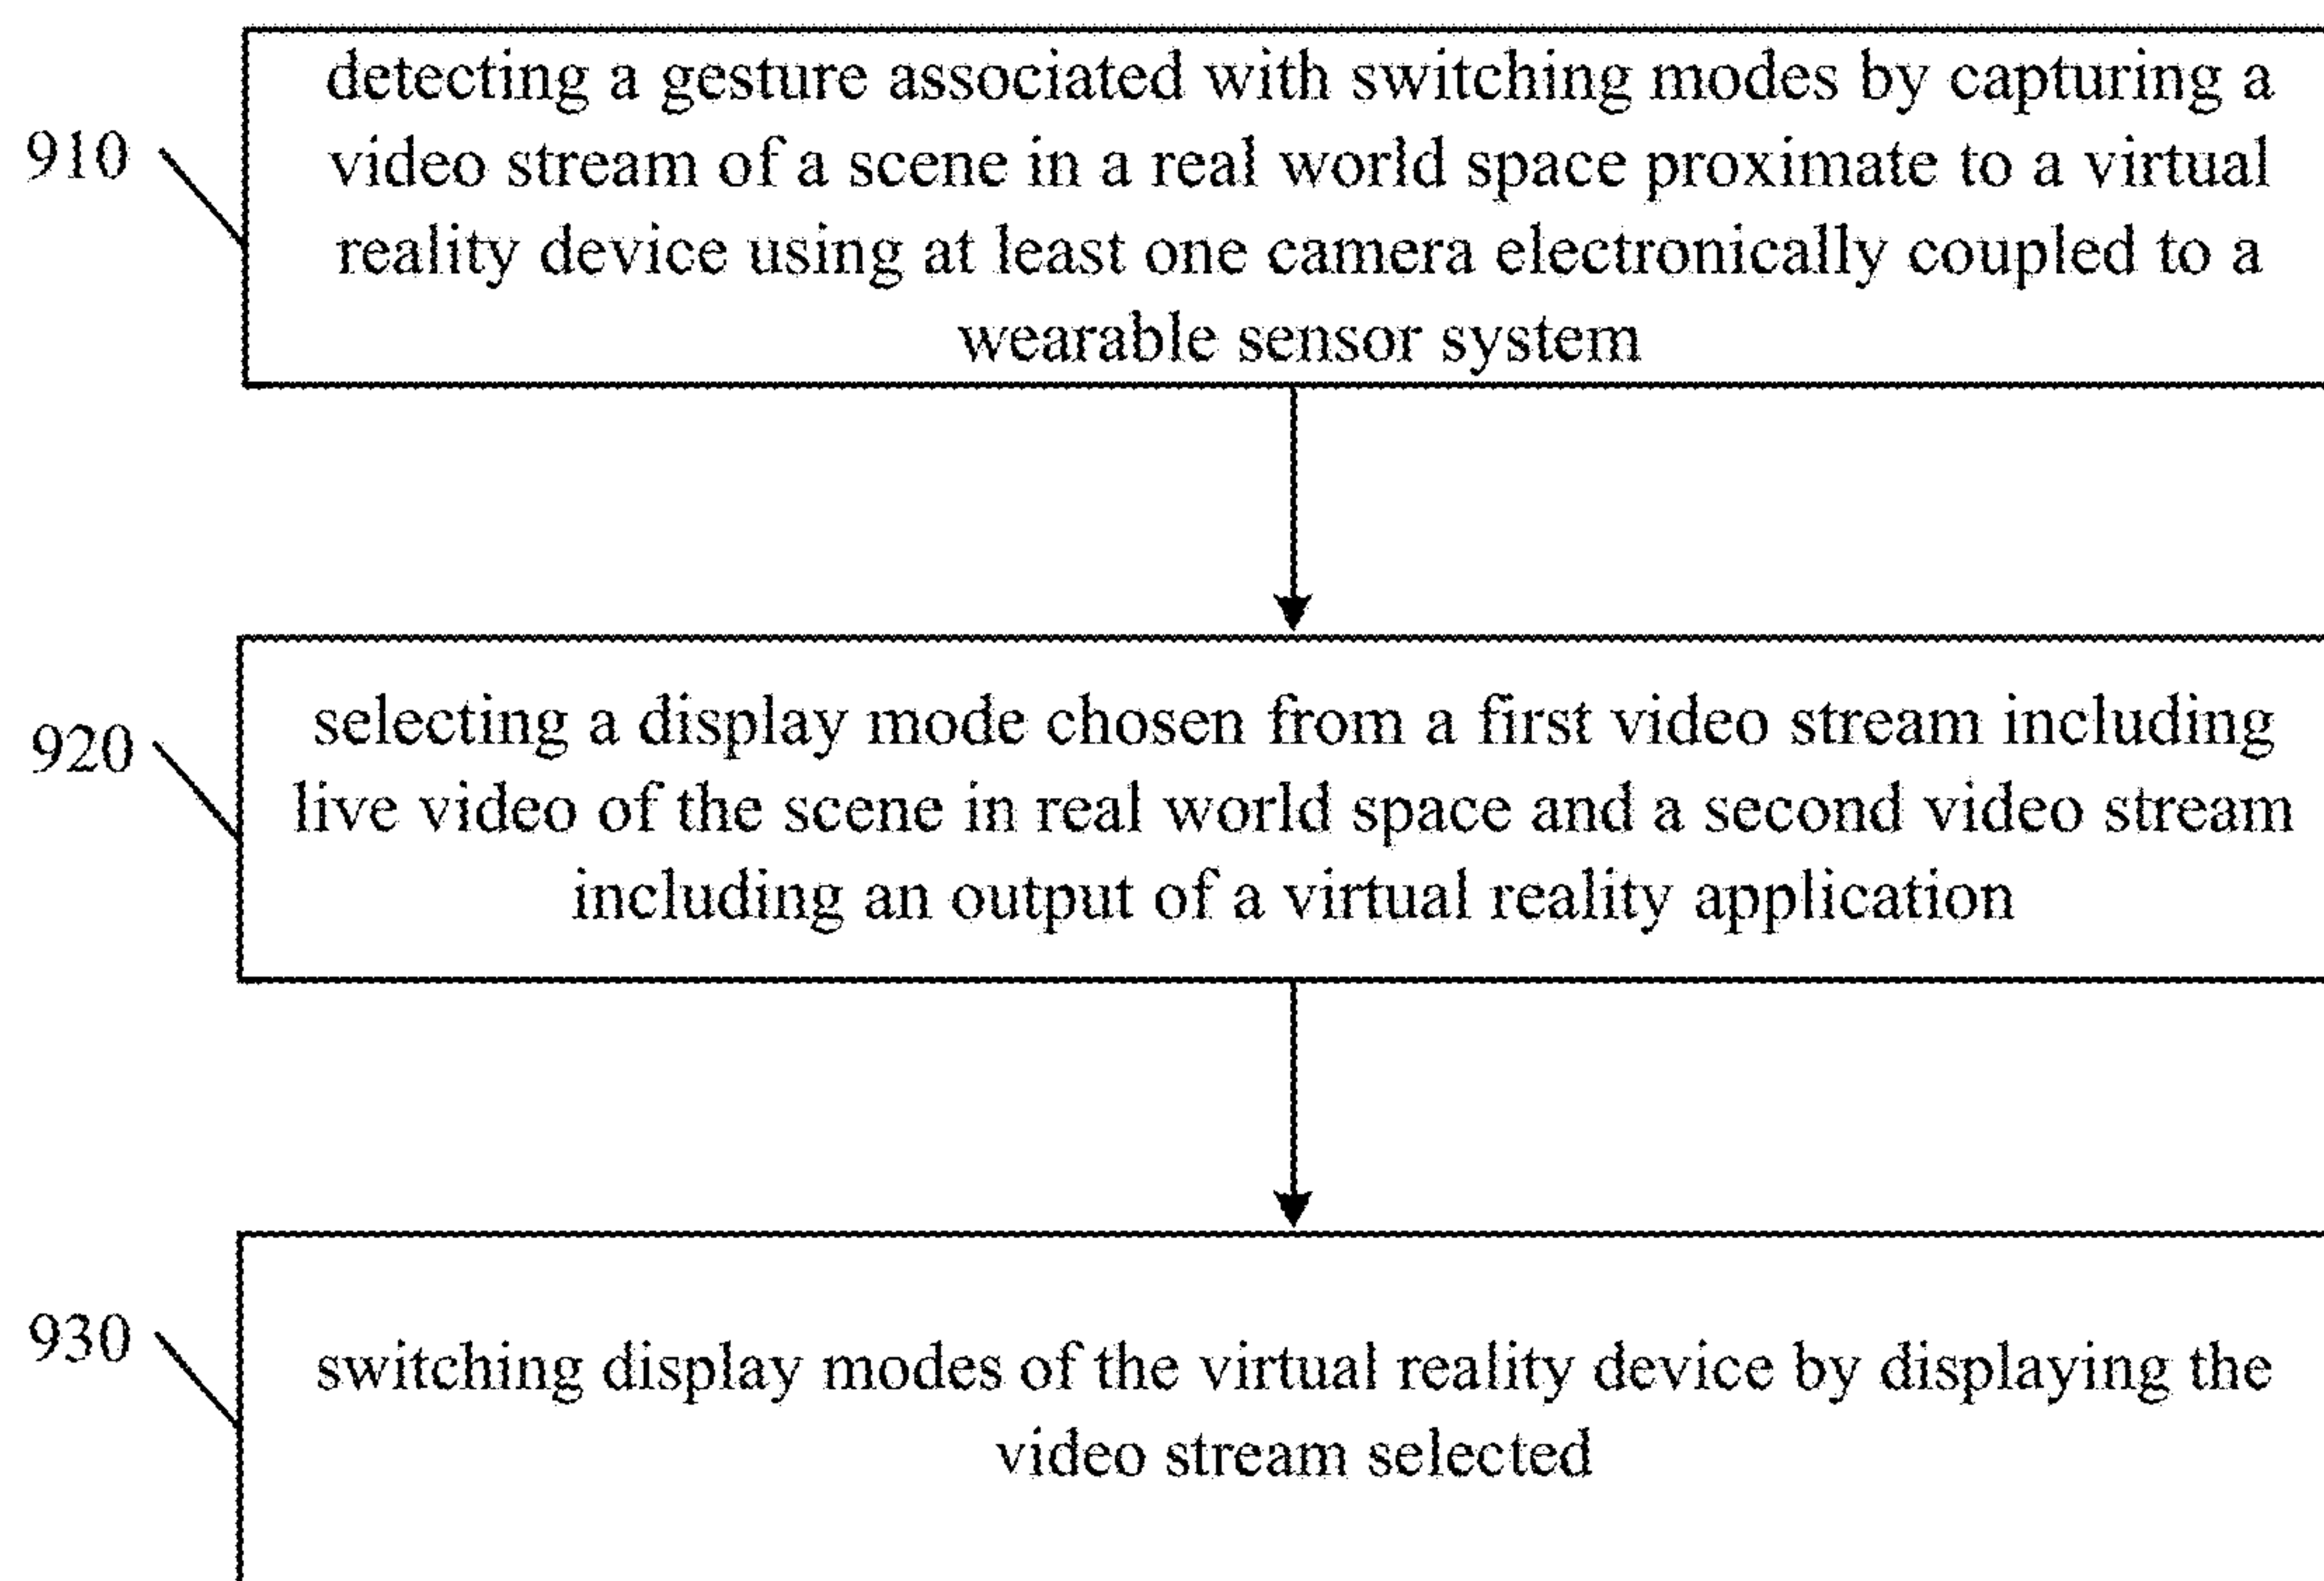 detecting a gesture associated with switching modes by capturing a
910
video stream of a scene in a real world space proximate to a virtual
reality device using at least one camera electronically coupled to a
wearable sensor system
selecting a display mode chosen from a first video stream including
920
live video of the scene in real world space and a second video stream
including an output of a virtual reality application
930
switching display modes of the virtual reality device by displaying the
video stream selected